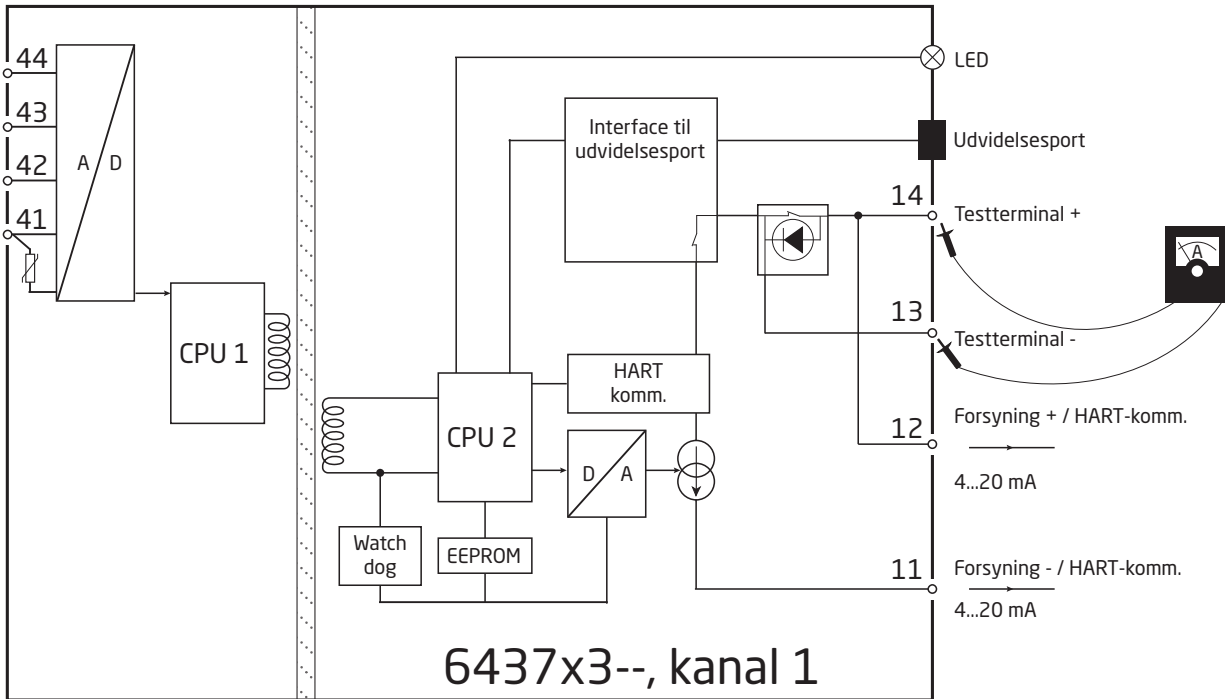 44
43
42
41
A
D
CPU 1
CPU 2
Watch
dog
EEPROM
D
A
HART
komm.
Interface til
udvidelsesport
LED
Udvidelsesport
14
Testterminal +
A
13
Testterminal -
12
Forsyning + / HART-komm.
4...20 mA
11
Forsyning - / HART-komm.
4...20 mA
6437x3--, kanal 1